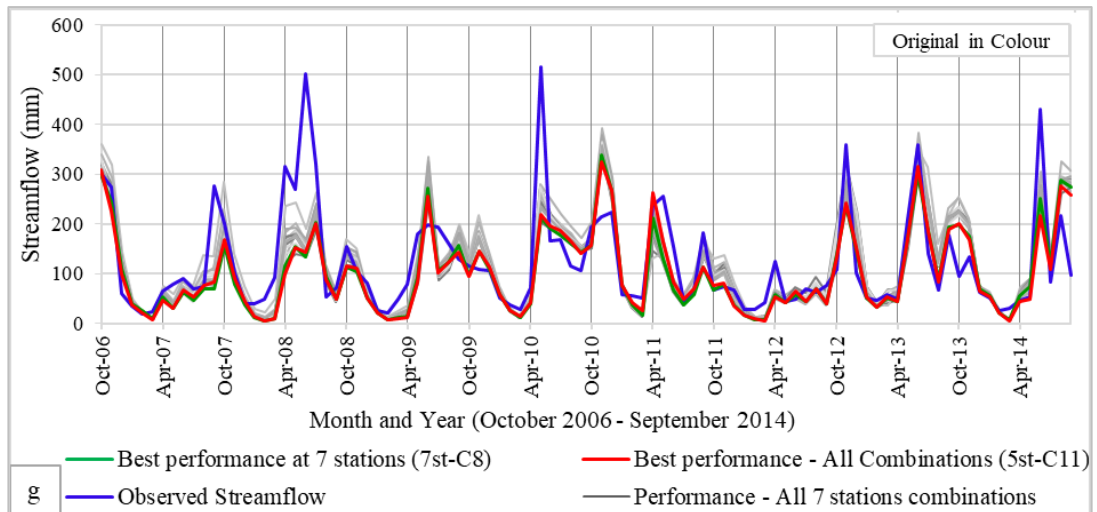 600
Original in Colour
500
400
300
200
100
0
Streamflow (mm)
Oct-06
Apr-07
Oct-07
Apr-08
Oct-08
Apr-09
Oct-09
Apr-10
Oct-10
Apr-11
Oct-11
Apr-12
Oct-12
Apr-13
Oct-13
Apr-14
Month and Year (October 2006 - September 2014)
Best performance at 7 stations (7st-C8)
Best performance - All Combinations (5st-C11)
Observed Streamflow
Performance - All 7 stations combinations
g